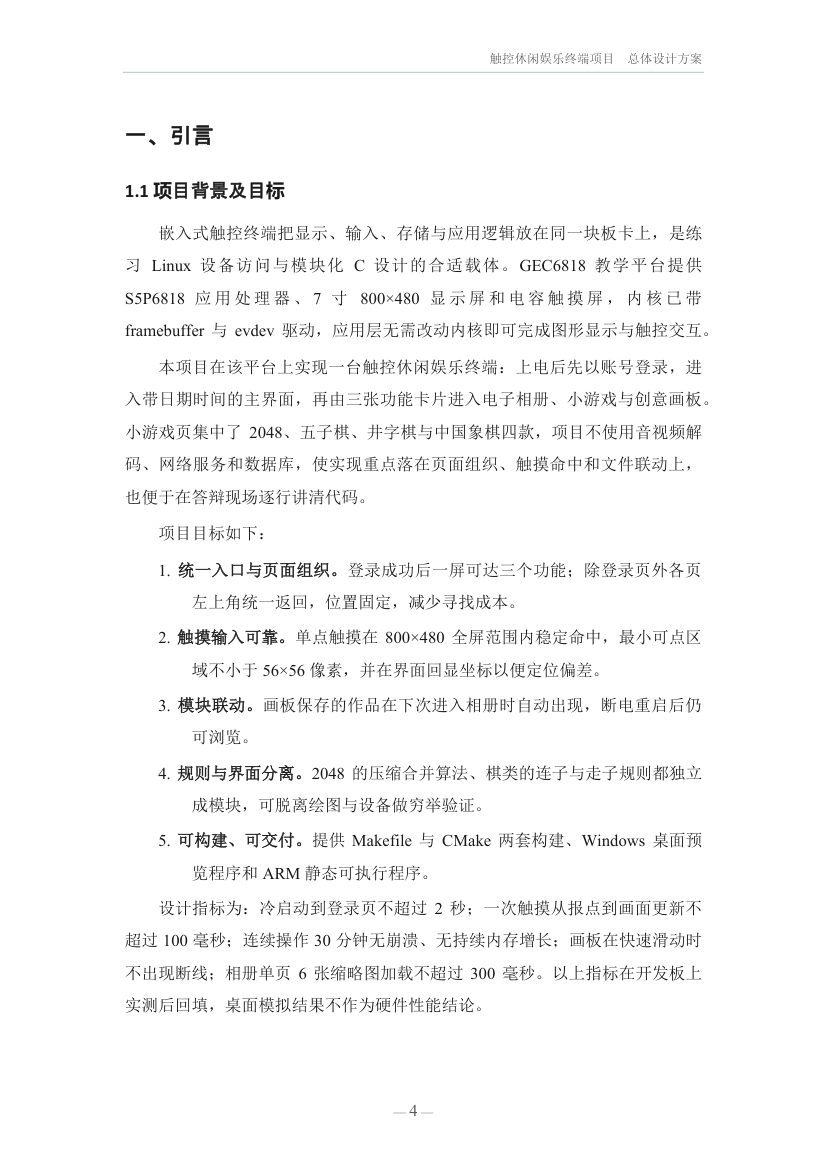 触控休闲娱乐终端项目　总体设计方案
一、引言
1.1 项目背景及目标
嵌入式触控终端把显示、输入、存储与应用逻辑放在同一块板卡上，是练
习 Linux 设备访问与模块化 C 设计的合适载体。GEC6818 教学平台提供
S5P6818 应用处理器、7 寸 800×480 显示屏和电容触摸屏，内核已带
framebuffer 与 evdev 驱动，应用层无需改动内核即可完成图形显示与触控交互。
本项目在该平台上实现一台触控休闲娱乐终端：上电后先以账号登录，进
入带日期时间的主界面，再由三张功能卡片进入电子相册、小游戏与创意画板。
小游戏页集中了 2048、五子棋、井字棋与中国象棋四款，项目不使用音视频解
码、网络服务和数据库，使实现重点落在页面组织、触摸命中和文件联动上，
也便于在答辩现场逐行讲清代码。
项目目标如下：
1. 统一入口与页面组织。登录成功后一屏可达三个功能；除登录页外各页
左上角统一返回，位置固定，减少寻找成本。
2. 触摸输入可靠。单点触摸在 800×480 全屏范围内稳定命中，最小可点区
域不小于 56×56 像素，并在界面回显坐标以便定位偏差。
3. 模块联动。画板保存的作品在下次进入相册时自动出现，断电重启后仍
可浏览。
4. 规则与界面分离。2048 的压缩合并算法、棋类的连子与走子规则都独立
成模块，可脱离绘图与设备做穷举验证。
5. 可构建、可交付。提供 Makefile 与 CMake 两套构建、Windows 桌面预
览程序和 ARM 静态可执行程序。
设计指标为：冷启动到登录页不超过 2 秒；一次触摸从报点到画面更新不
超过 100 毫秒；连续操作 30 分钟无崩溃、无持续内存增长；画板在快速滑动时
不出现断线；相册单页 6 张缩略图加载不超过 300 毫秒。以上指标在开发板上
实测后回填，桌面模拟结果不作为硬件性能结论。
— 4 —